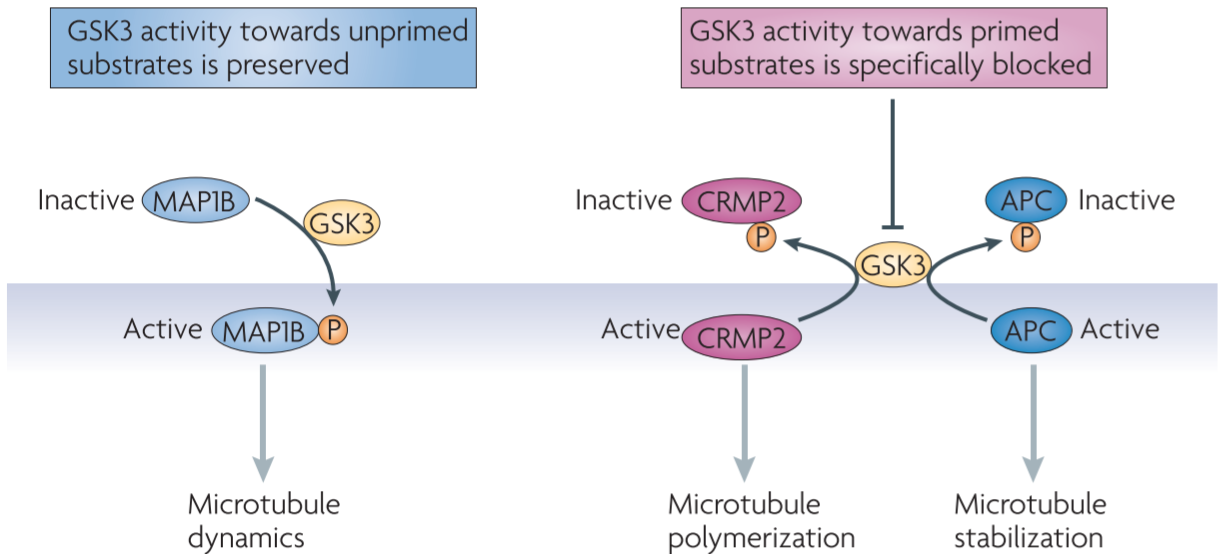 GSK3 activity towards unprimed
substrates is preserved
GSK3 activity towards primed
substrates is specifically blocked
Inactive
MAP1B
GSK3
Active
MAP1B
P
Microtubule
dynamics
Inactive
CRMP2
P
APC
P
Inactive
GSK3
Active
CRMP2
APC
Active
Microtubule
polymerization
Microtubule
stabilization